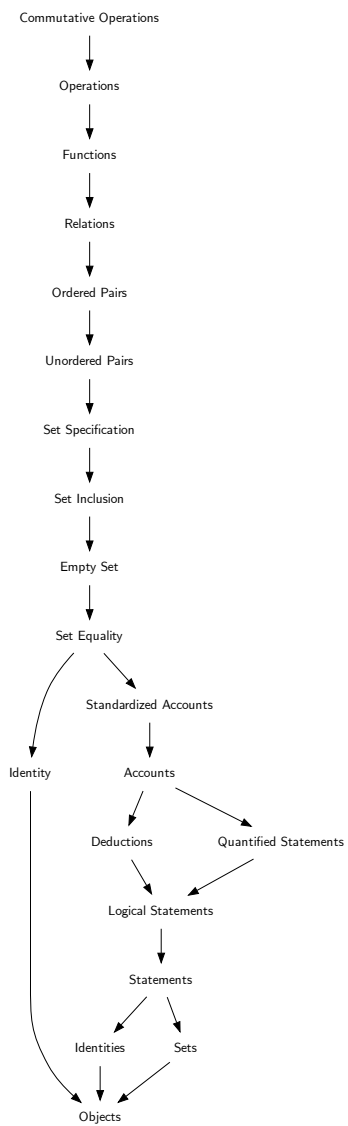 Commutative Operations
Operations
Functions
Relations
Ordered Pairs
Unordered Pairs
Set Specification
Set Inclusion
Empty Set
Set Equality
Standardized Accounts
Identity
Accounts
Deductions
Quantified Statements
Logical Statements
Statements
Identities
Sets
Objects